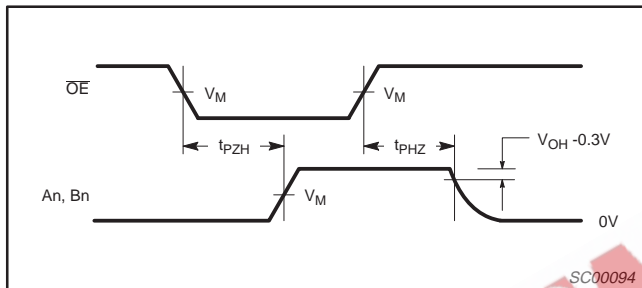 OE
VM
VM
tPZH
tPHZ
VOH -0.3V
An, Bn
VM
0V
SC00094